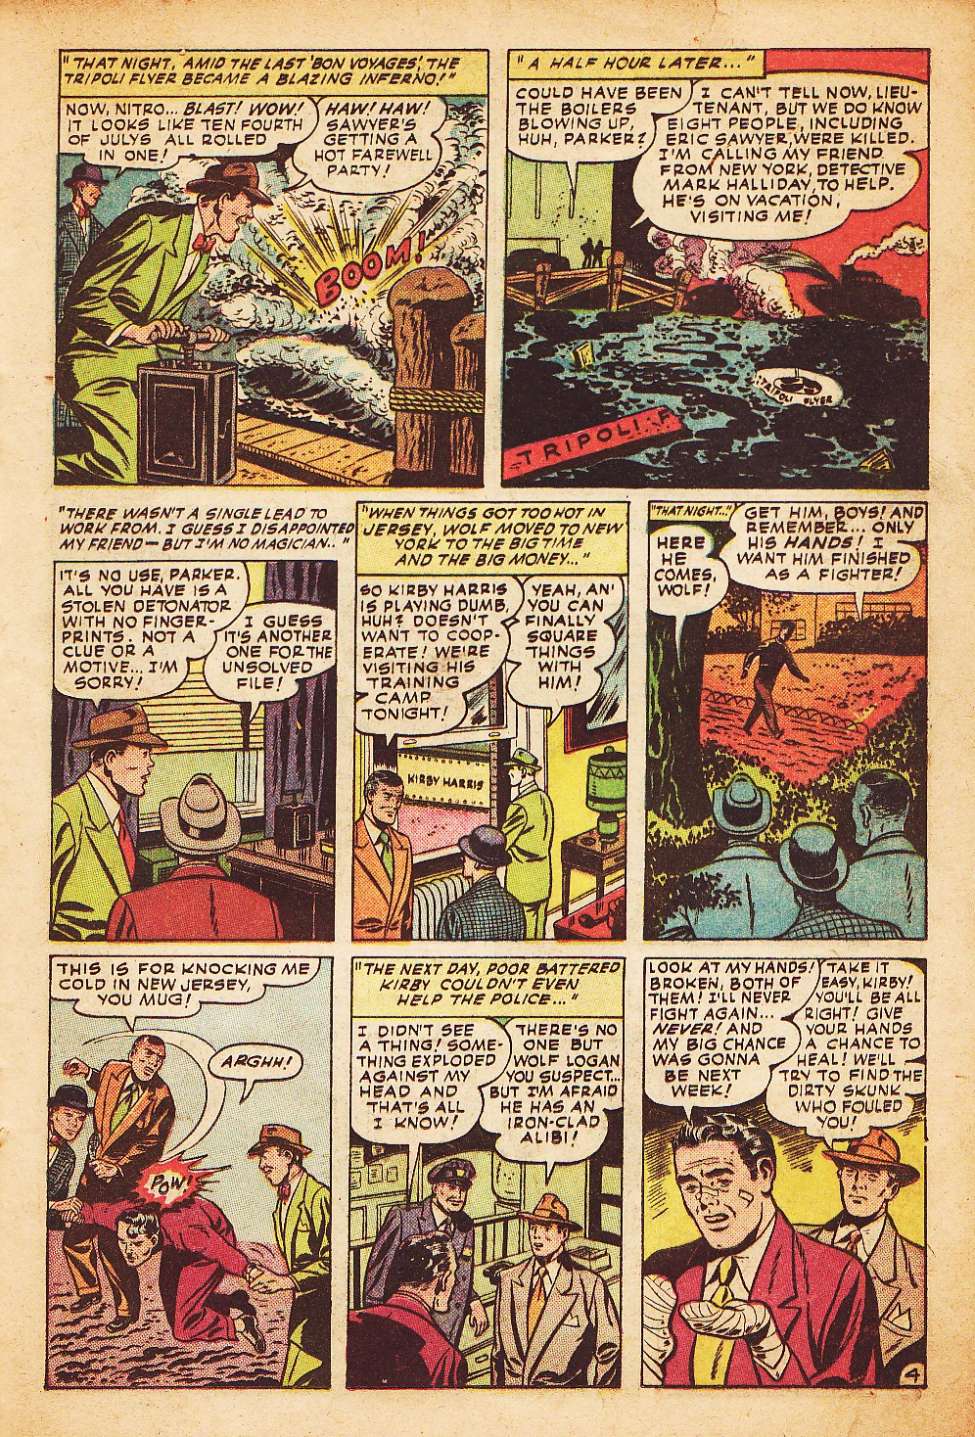 "THAT NIGHT, AMID THE LAST 'BON VOYAGES', THE
TRIPOLI FLYER BECAME A BLAZING INFERNO!"
NOW, NITRO... BLAST! WOW!
IT LOOKS LIKE TEN FOURTH
OF JULYS ALL ROLLED
IN ONE!
HAW! HAW!
SAWYER'S
GETTING A
HOT FAREWELL
PARTY!
BOOM!
"A HALF HOUR LATER..."
COULD HAVE BEEN
THE BOILERS
BLOWING UP,
HUH, PARKER?
I CAN'T TELL NOW, LIEU-
TENANT, BUT WE DO KNOW
EIGHT PEOPLE, INCLUDING
ERIC SAWYER, WERE KILLED.
I'M CALLING MY FRIEND
FROM NEW YORK, DETECTIVE
MARK HALLIDAY, TO HELP.
HE'S ON VACATION,
VISITING ME!
TRIPOLI FLYER
TRIPOLI F
"THERE WASN'T A SINGLE LEAD TO
WORK FROM. I GUESS I DISAPPOINTED
MY FRIEND — BUT I'M NO MAGICIAN.."
IT'S NO USE, PARKER.
ALL YOU HAVE IS A
STOLEN DETONATOR
WITH NO FINGER-
PRINTS. NOT A
CLUE OR A
MOTIVE... I'M
SORRY!
I GUESS
IT'S ANOTHER
ONE FOR THE
UNSOLVED
FILE!
"WHEN THINGS GOT TOO HOT IN
JERSEY, WOLF MOVED TO NEW
YORK TO THE BIG TIME
AND THE BIG MONEY..."
SO KIRBY HARRIS
IS PLAYING DUMB,
HUH? DOESN'T
WANT TO COOP-
ERATE! WE'RE
VISITING HIS
TRAINING
CAMP
TONIGHT!
YEAH, AN'
YOU CAN
FINALLY
SQUARE
THINGS
WITH
HIM!
KIRBY HARRIS
"THAT NIGHT..."
HERE
HE
COMES,
WOLF!
GET HIM, BOYS! AND
REMEMBER... ONLY
HIS HANDS! I
WANT HIM FINISHED
AS A FIGHTER!
THIS IS FOR KNOCKING ME
COLD IN NEW JERSEY,
YOU MUG!
ARGHH!
POW!
"THE NEXT DAY, POOR BATTERED
KIRBY COULDN'T EVEN
HELP THE POLICE..."
I DIDN'T SEE
A THING! SOME-
THING EXPLODED
AGAINST MY
HEAD AND
THAT'S ALL
I KNOW!
THERE'S NO
ONE BUT
WOLF LOGAN
YOU SUSPECT...
BUT I'M AFRAID
HE HAS AN
IRON-CLAD
ALIBI!
LOOK AT MY HANDS!
BROKEN, BOTH OF
THEM! I'LL NEVER
FIGHT AGAIN...
NEVER! AND
MY BIG CHANCE
WAS GONNA
BE NEXT
WEEK!
TAKE IT
EASY, KIRBY!
YOU'LL BE ALL
RIGHT! GIVE
YOUR HANDS
A CHANCE TO
HEAL! WE'LL
TRY TO FIND THE
DIRTY SKUNK
WHO FOULED
YOU!
4